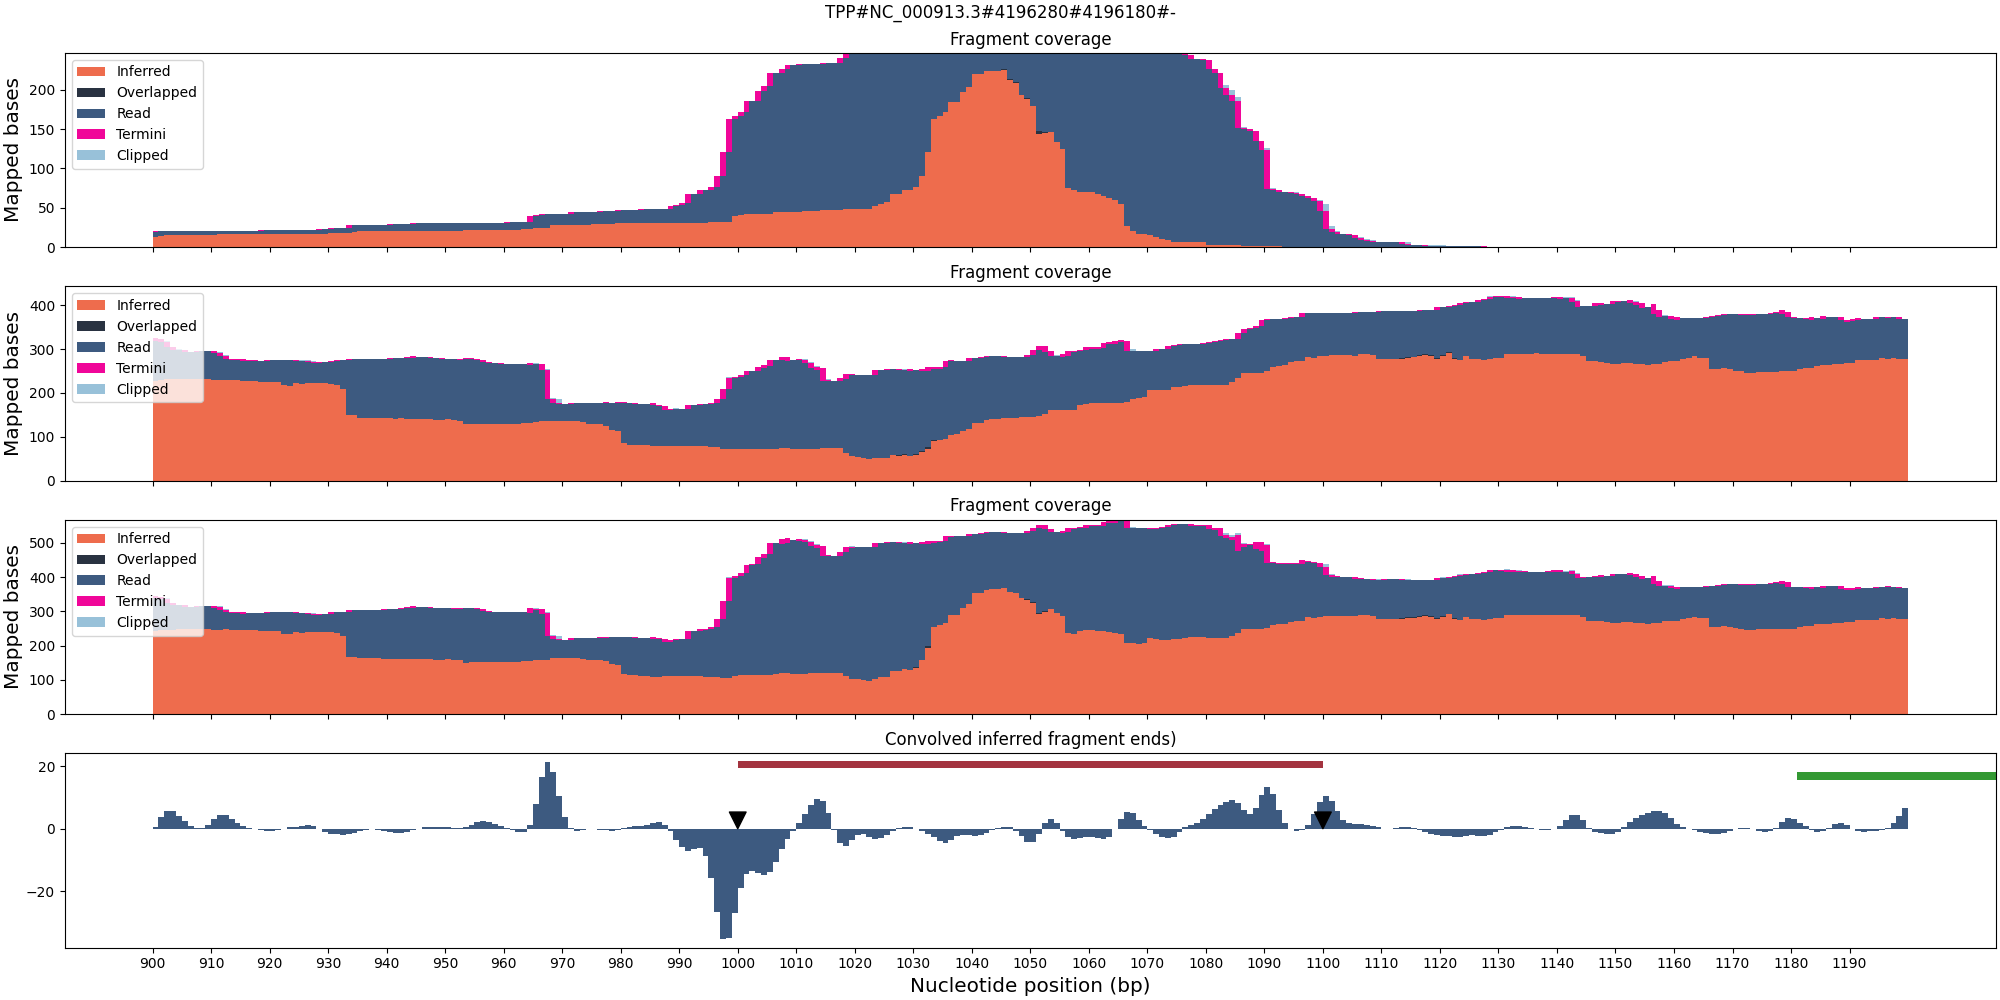 TPP#NC_000913.3#4196280#4196180#-
Fragment coverage
Mapped bases
200
150
100
50
0
Inferred
Overlapped
Read
Termini
Clipped
Fragment coverage
Mapped bases
400
300
200
100
0
Inferred
Overlapped
Read
Termini
Clipped
Fragment coverage
Mapped bases
500
400
300
200
100
0
Inferred
Overlapped
Read
Termini
Clipped
Convolved inferred fragment ends)
20
0
−20
900 910 920 930 940 950 960 970 980 990 1000 1010 1020 1030 1040 1050 1060 1070 1080 1090 1100 1110 1120 1130 1140 1150 1160 1170 1180 1190
Nucleotide position (bp)